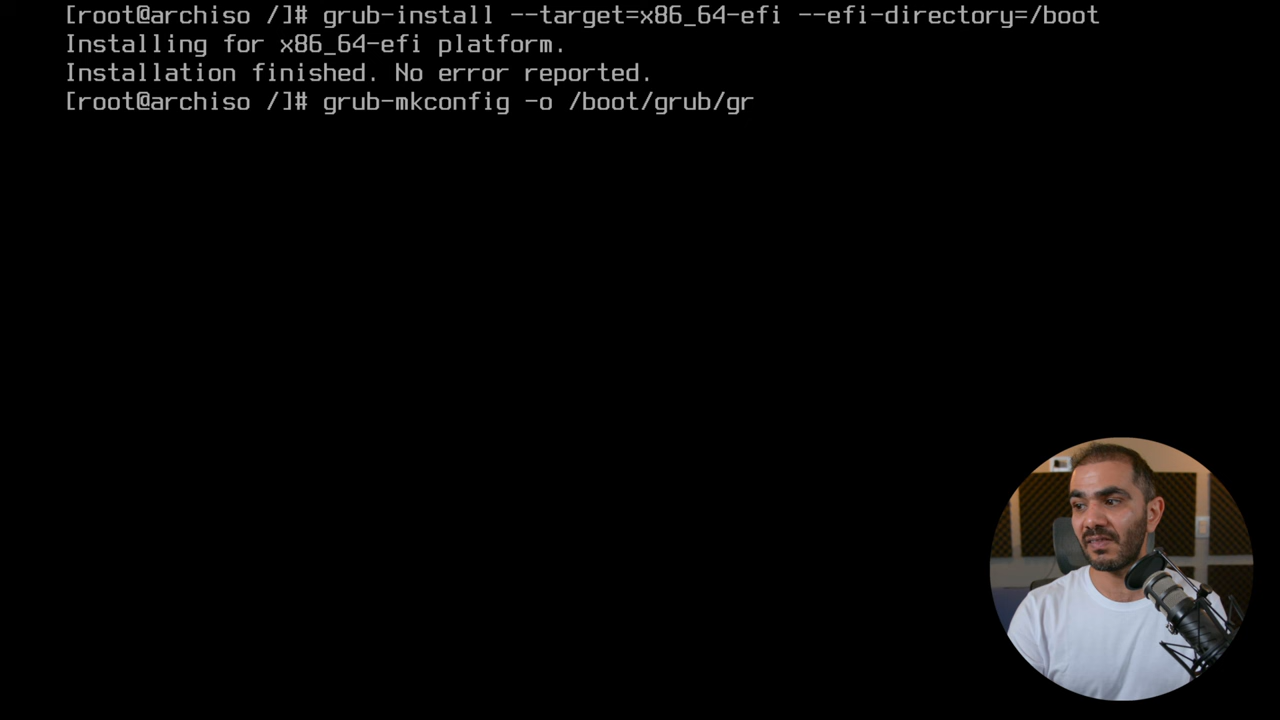 [root@archiso /]# grub-install --target=x86_64-efi --efi-directory=/boot
Installing for x86_64-efi platform.
Installation finished. No error reported.
[root@archiso /]# grub-mkconfig -o /boot/grub/gr